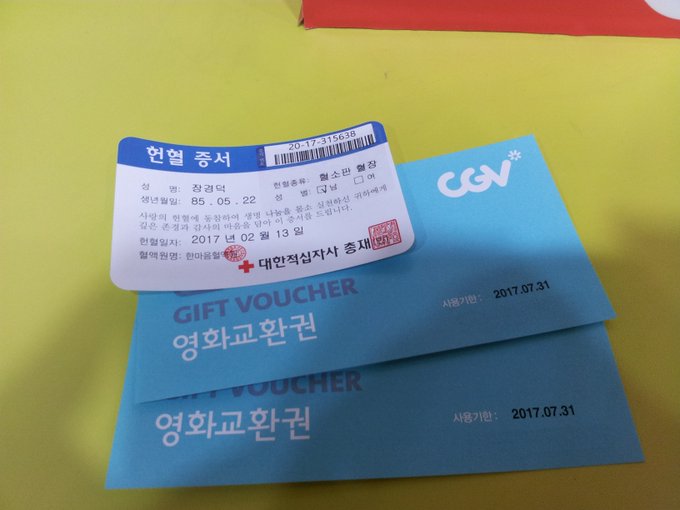 헌혈 증서
20-17-315638
성 명: 장경덕
헌혈종류: 혈소판 혈장
생년월일: 85. 05. 22
성 별: 남 여
사랑의 헌혈에 동참하여 생명 나눔을 몸소 실천하신 귀하에게
깊은 존경과 감사의 마음을 담아 이 증서를 드립니다.
헌혈일자: 2017 년 02 월 13 일
혈액원명: 한마음혈액원
대한적십자사 총재
CGV
GIFT VOUCHER
영화교환권
사용기한 : 2017.07.31
GIFT VOUCHER
영화교환권
사용기한 : 2017.07.31